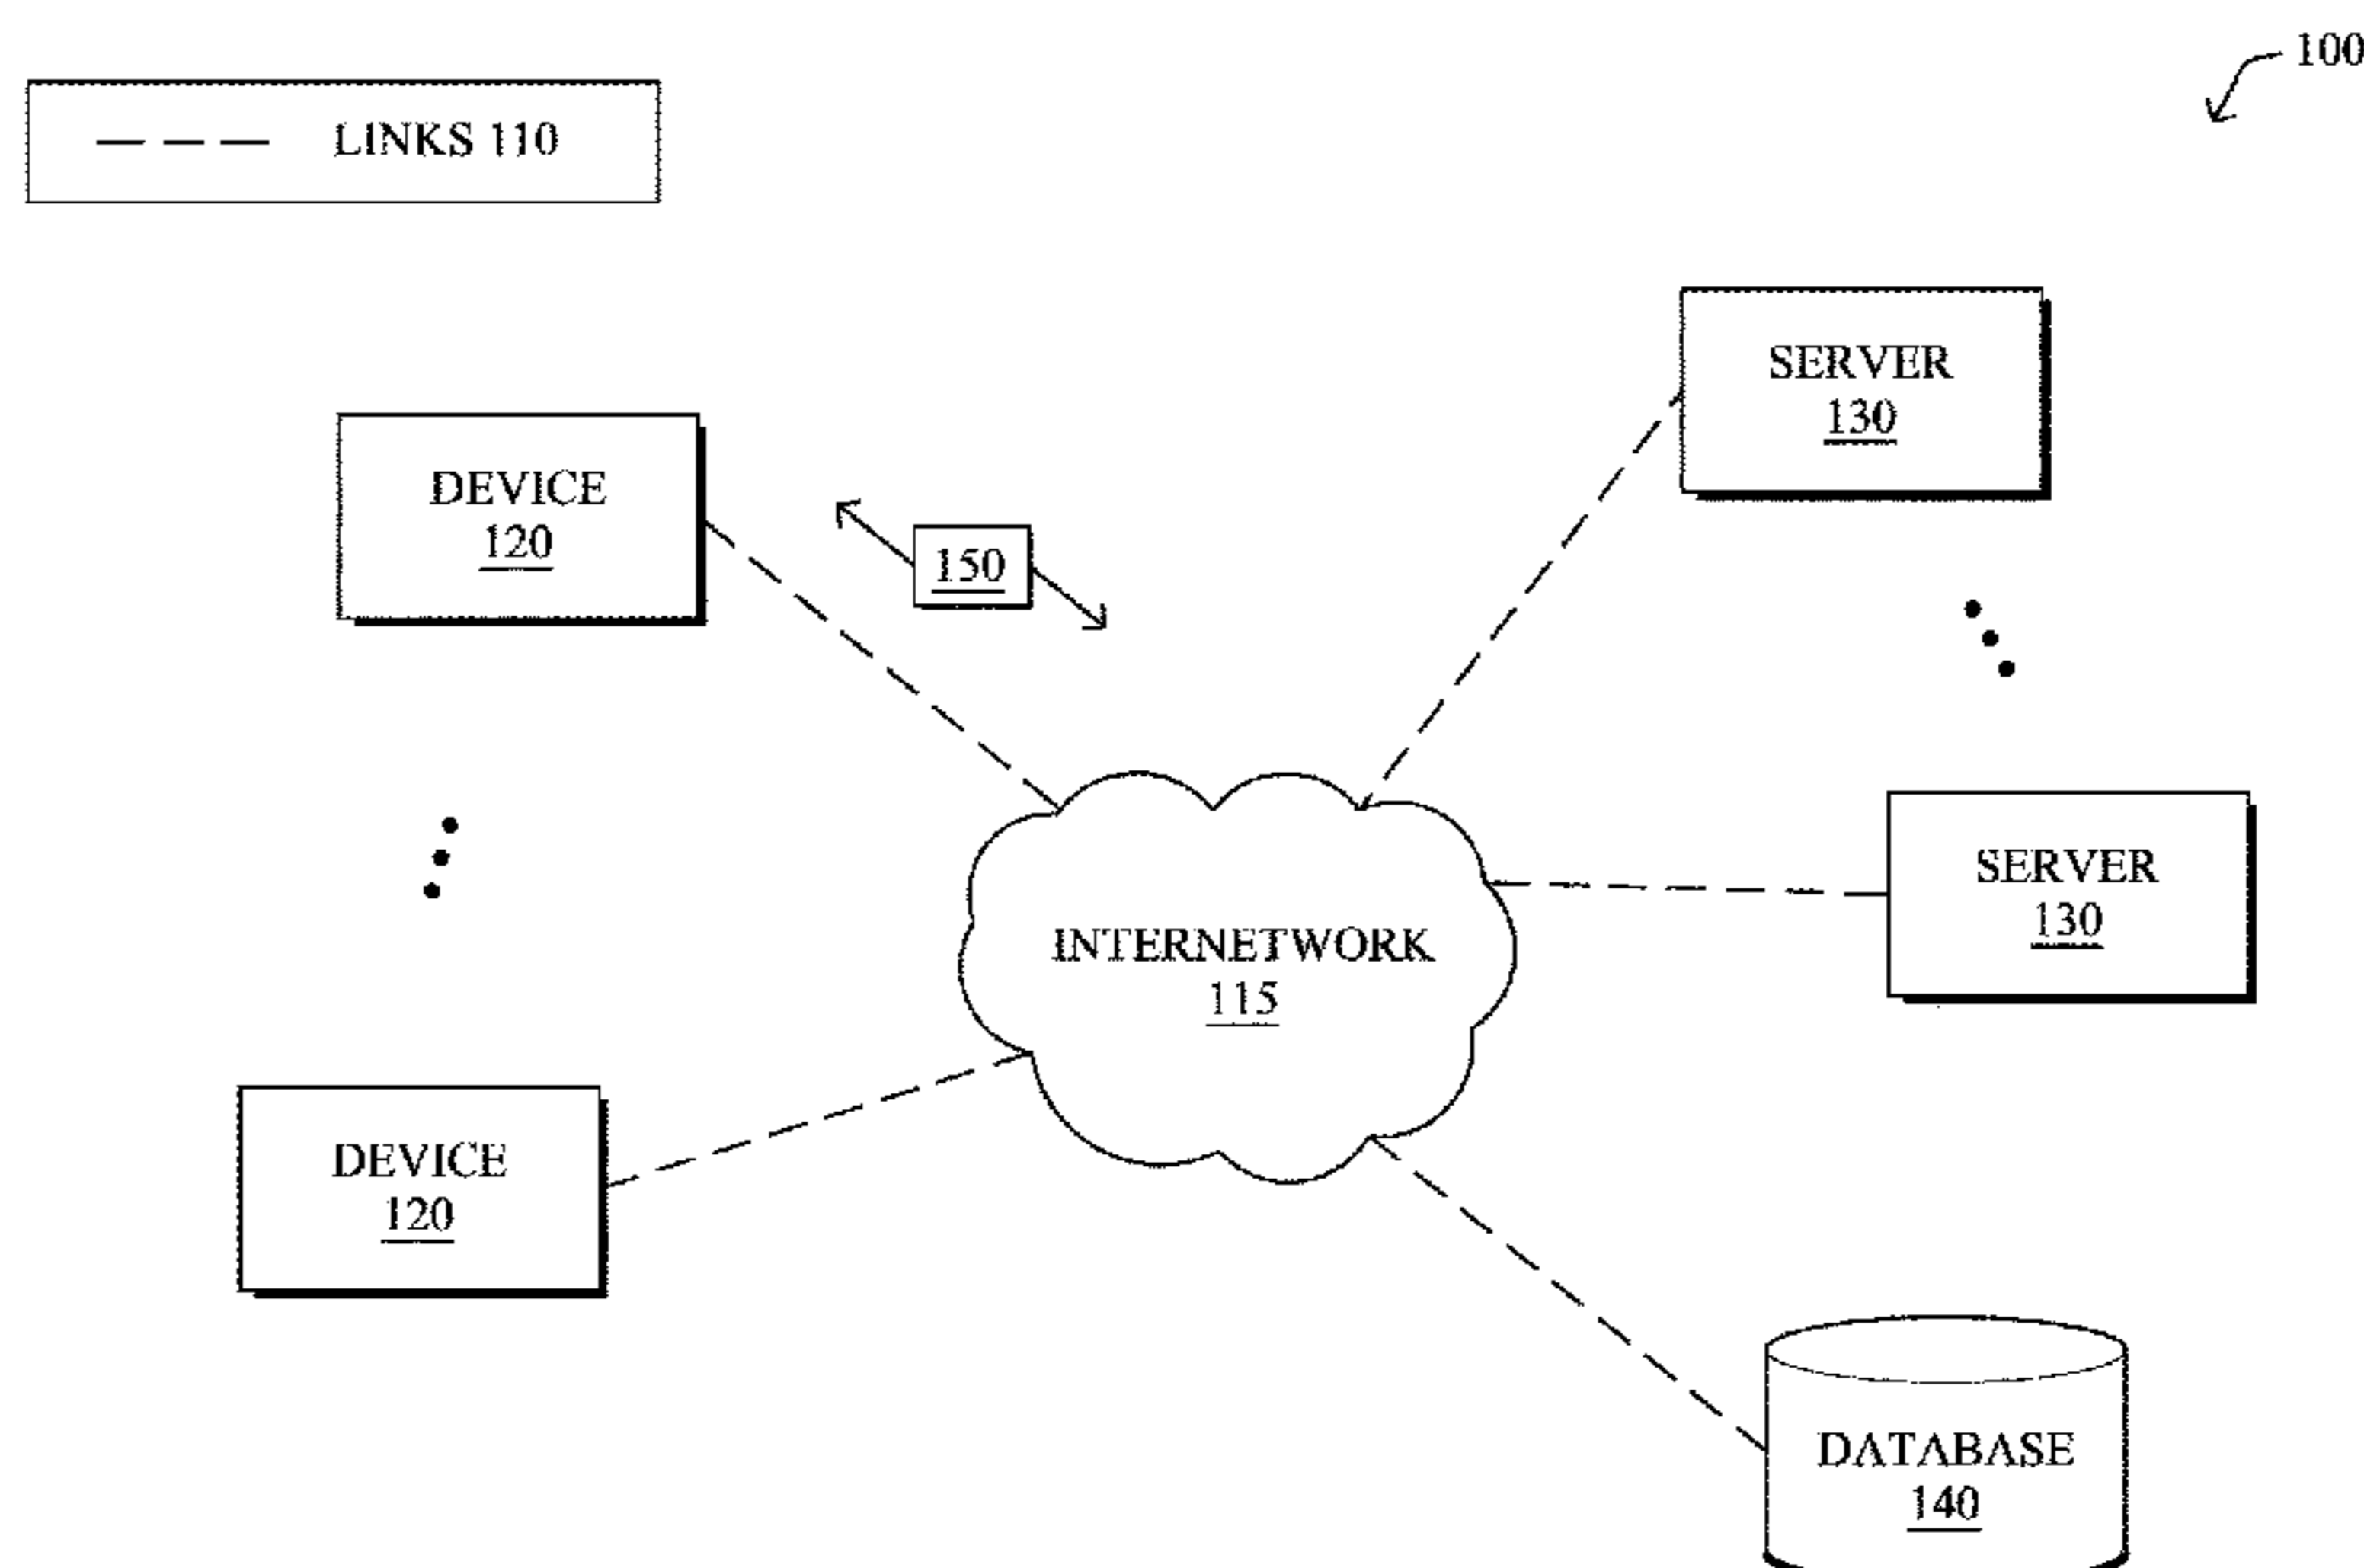 100
LINKS 110
SERVER
130
DEVICE
120
150
SERVER
130
INTERNETWORK
115
DEVICE
120
DATABASE
140